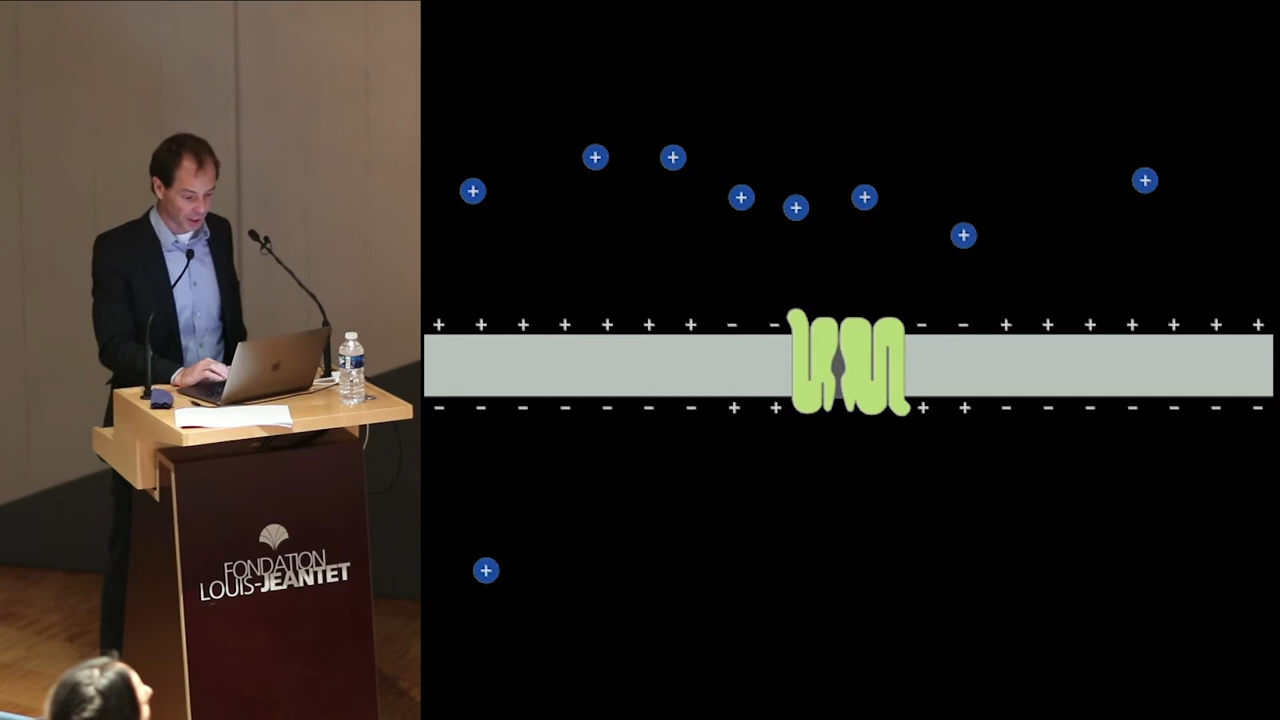 + + + + + + + +
+ + + + + + + - - - - + + + + + + +
- - - - - - - + + + + - - - - - - -
+
FONDATION
LOUIS-JEANTET